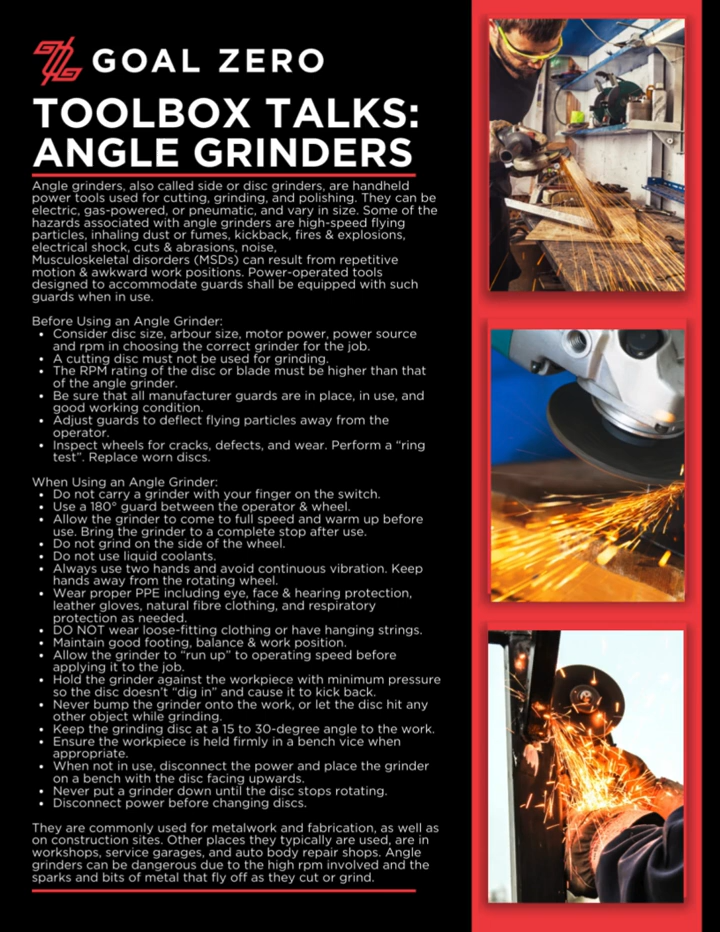 GOAL ZERO
TOOLBOX TALKS:
ANGLE GRINDERS
Angle grinders, also called side or disc grinders, are handheld
power tools used for cutting, grinding, and polishing. They can be
electric, gas-powered, or pneumatic, and vary in size. Some of the
hazards associated with angle grinders are high-speed flying
particles, inhaling dust or fumes, kickback, fires & explosions,
electrical shock, cuts & abrasions, noise,
Musculoskeletal disorders (MSDs) can result from repetitive
motion & awkward work positions. Power-operated tools
designed to accommodate guards shall be equipped with such
guards when in use.
Before Using an Angle Grinder:
• Consider disc size, arbour size, motor power, power source
and rpm in choosing the correct grinder for the job.
• A cutting disc must not be used for grinding.
• The RPM rating of the disc or blade must be higher than that
of the angle grinder.
• Be sure that all manufacturer guards are in place, in use, and
good working condition.
• Adjust guards to deflect flying particles away from the
operator.
• Inspect wheels for cracks, defects, and wear. Perform a “ring
test”. Replace worn discs.
When Using an Angle Grinder:
• Do not carry a grinder with your finger on the switch.
• Use a 180° guard between the operator & wheel.
• Allow the grinder to come to full speed and warm up before
use. Bring the grinder to a complete stop after use.
• Do not grind on the side of the wheel.
• Do not use liquid coolants.
• Always use two hands and avoid continuous vibration. Keep
hands away from the rotating wheel.
• Wear proper PPE including eye, face & hearing protection,
leather gloves, natural fibre clothing, and respiratory
protection as needed.
• DO NOT wear loose-fitting clothing or have hanging strings.
• Maintain good footing, balance & work position.
• Allow the grinder to “run up” to operating speed before
applying it to the job.
• Hold the grinder against the workpiece with minimum pressure
so the disc doesn’t “dig in” and cause it to kick back.
• Never bump the grinder onto the work, or let the disc hit any
other object while grinding.
• Keep the grinding disc at a 15 to 30-degree angle to the work.
• Ensure the workpiece is held firmly in a bench vice when
appropriate.
• When not in use, disconnect the power and place the grinder
on a bench with the disc facing upwards.
• Never put a grinder down until the disc stops rotating.
• Disconnect power before changing discs.
They are commonly used for metalwork and fabrication, as well as
on construction sites. Other places they typically are used, are in
workshops, service garages, and auto body repair shops. Angle
grinders can be dangerous due to the high rpm involved and the
sparks and bits of metal that fly off as they cut or grind.